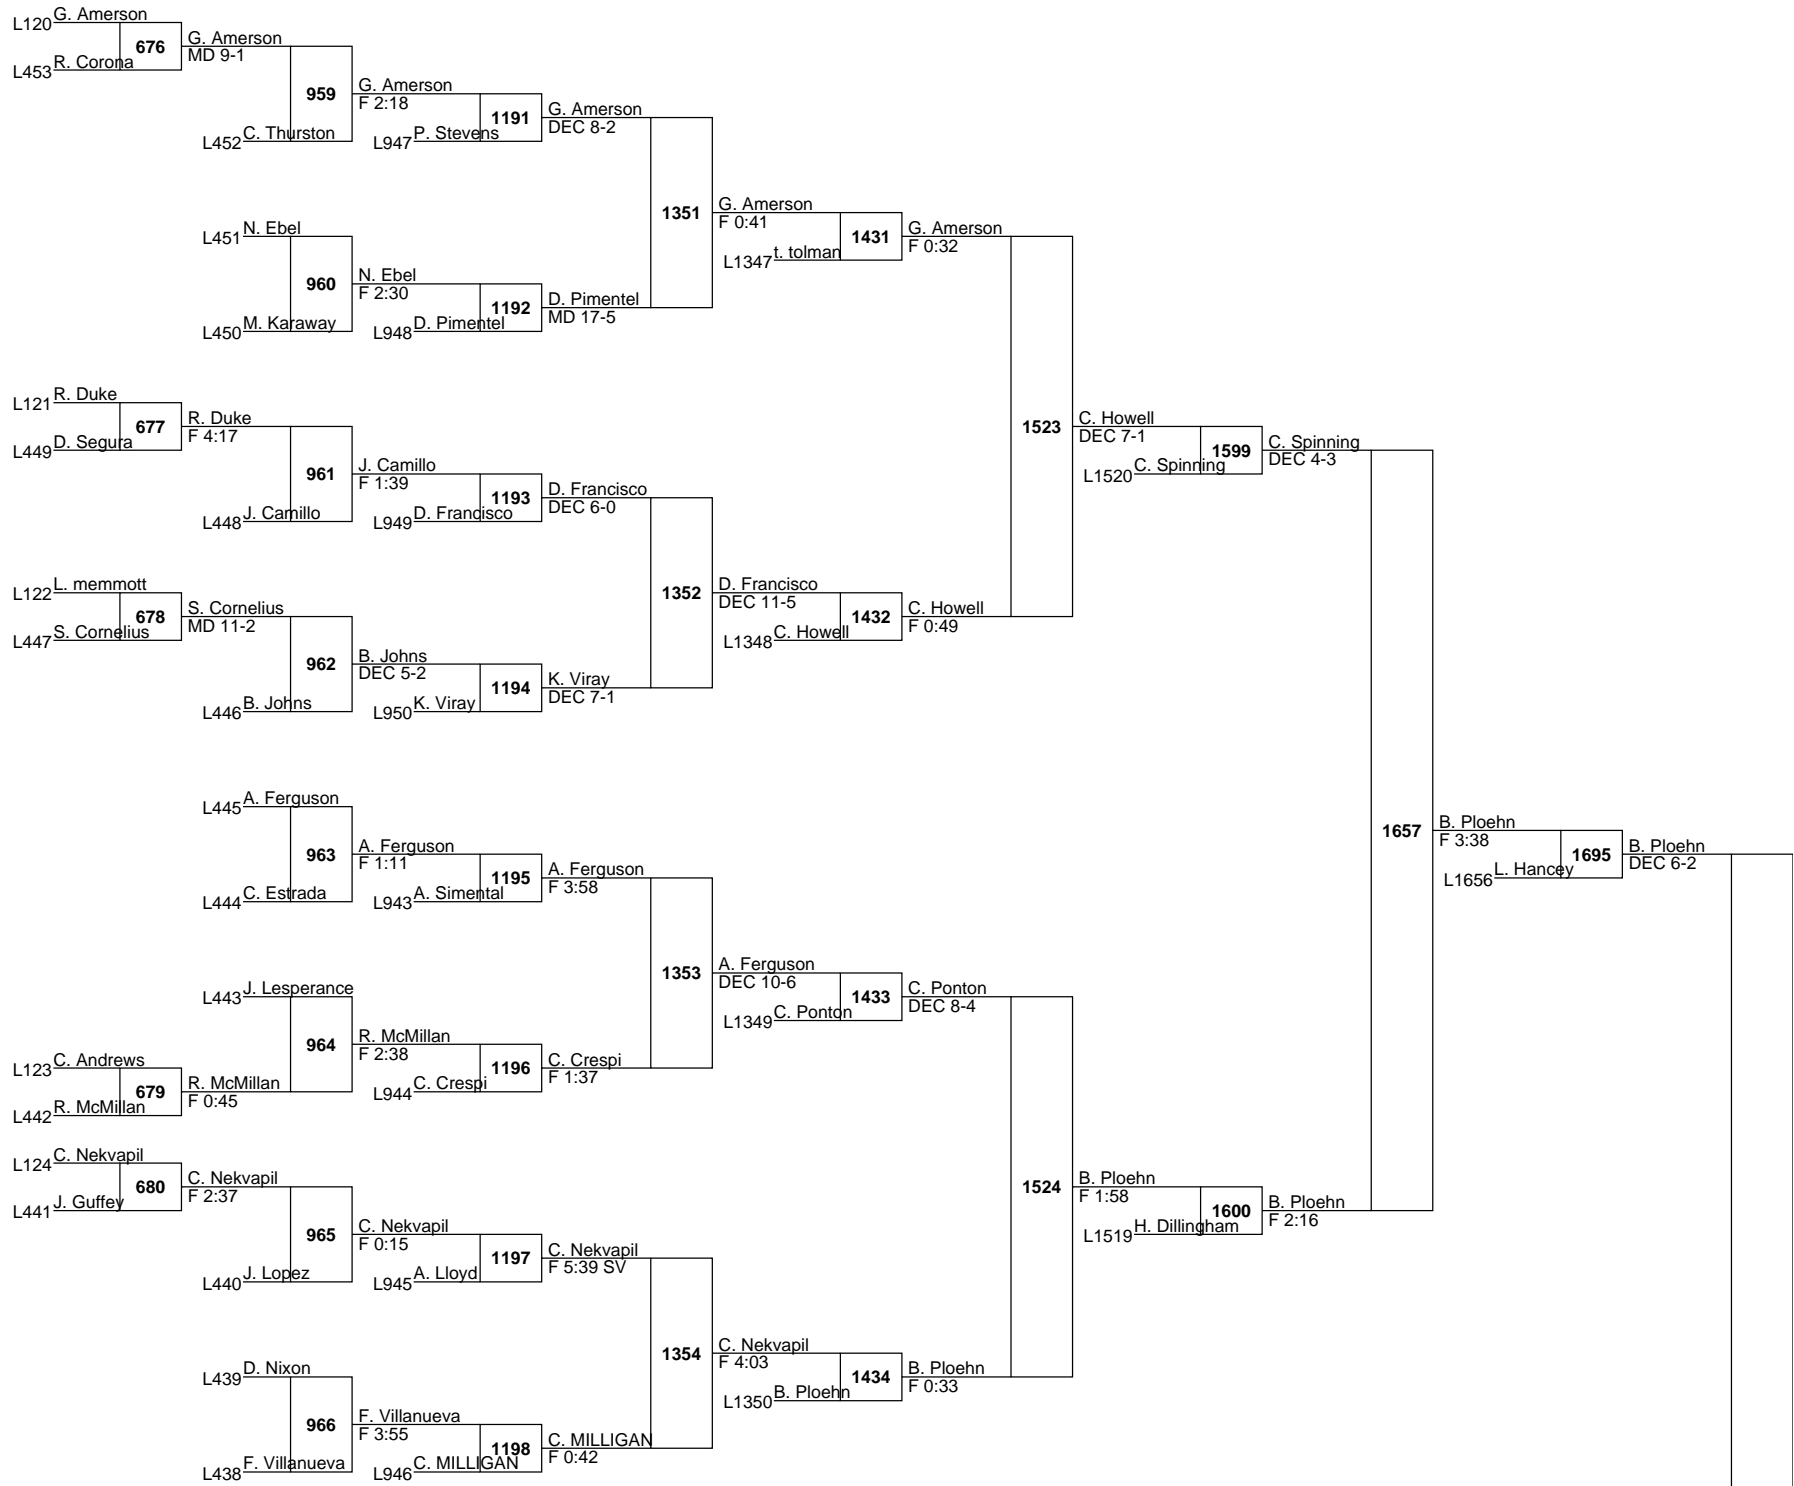 G. Amerson
L120
676
G. Amerson
MD 9-1
R. Corona
L453
959
G. Amerson
F 2:18
1191
G. Amerson
DEC 8-2
C. Thurston
L452
P. Stevens
L947
1351
G. Amerson
F 0:41
1431
G. Amerson
F 0:32
t. tolman
L1347
N. Ebel
L451
960
N. Ebel
F 2:30
1192
D. Pimentel
MD 17-5
M. Karaway
L450
D. Pimentel
L948
R. Duke
L121
677
R. Duke
F 4:17
D. Segura
L449
961
J. Camillo
F 1:39
1193
D. Francisco
DEC 6-0
J. Camillo
L448
D. Francisco
L949
1523
C. Howell
DEC 7-1
1599
C. Spinning
DEC 4-3
C. Spinning
L1520
L. memmott
L122
678
S. Cornelius
MD 11-2
S. Cornelius
L447
1352
D. Francisco
DEC 11-5
1432
C. Howell
F 0:49
C. Howell
L1348
962
B. Johns
DEC 5-2
1194
K. Viray
DEC 7-1
B. Johns
L446
K. Viray
L950
A. Ferguson
L445
963
A. Ferguson
F 1:11
1195
A. Ferguson
F 3:58
C. Estrada
L444
A. Simental
L943
1657
B. Ploehn
F 3:38
1695
B. Ploehn
DEC 6-2
L. Hancey
L1656
1353
A. Ferguson
DEC 10-6
1433
C. Ponton
DEC 8-4
C. Ponton
L1349
J. Lesperance
L443
964
R. McMillan
F 2:38
1196
C. Crespi
F 1:37
C. Crespi
L944
C. Andrews
L123
679
R. McMillan
F 0:45
R. McMillan
L442
C. Nekvapil
L124
680
C. Nekvapil
F 2:37
J. Guffey
L441
1524
B. Ploehn
F 1:58
1600
B. Ploehn
F 2:16
H. Dillingham
L1519
965
C. Nekvapil
F 0:15
1197
C. Nekvapil
F 5:39 SV
J. Lopez
L440
A. Lloyd
L945
1354
C. Nekvapil
F 4:03
1434
B. Ploehn
F 0:33
B. Ploehn
L1350
D. Nixon
L439
966
F. Villanueva
F 3:55
1198
C. MILLIGAN
F 0:42
F. Villanueva
L438
C. MILLIGAN
L946